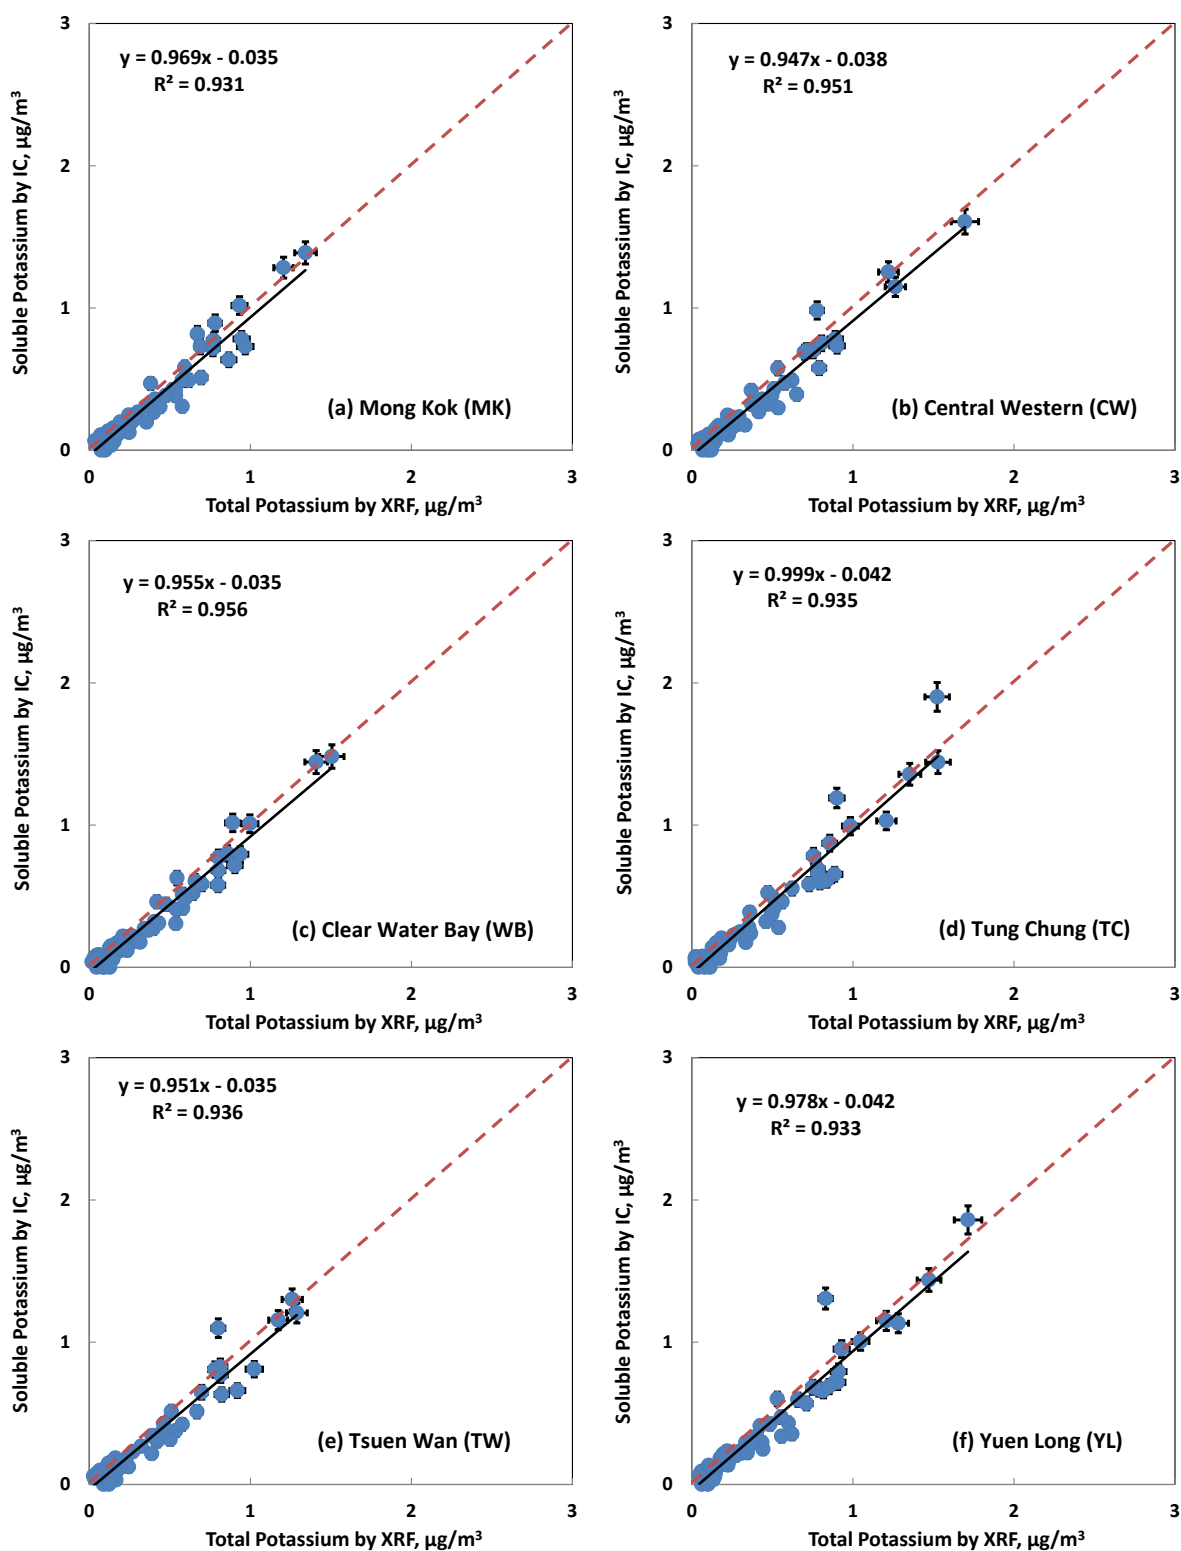 3
y = 0.969x - 0.035
R² = 0.931
2
Soluble Potassium by IC, µg/m³
1
(a) Mong Kok (MK)
0
0 1 2 3
Total Potassium by XRF, µg/m³
3
y = 0.947x - 0.038
R² = 0.951
2
Soluble Potassium by IC, µg/m³
1
(b) Central Western (CW)
0
0 1 2 3
Total Potassium by XRF, µg/m³
3
y = 0.955x - 0.035
R² = 0.956
2
Soluble Potassium by IC, µg/m³
1
(c) Clear Water Bay (WB)
0
0 1 2 3
Total Potassium by XRF, µg/m³
3
y = 0.999x - 0.042
R² = 0.935
2
Soluble Potassium by IC, µg/m³
1
(d) Tung Chung (TC)
0
0 1 2 3
Total Potassium by XRF, µg/m³
3
y = 0.951x - 0.035
R² = 0.936
2
Soluble Potassium by IC, µg/m³
1
(e) Tsuen Wan (TW)
0
0 1 2 3
Total Potassium by XRF, µg/m³
3
y = 0.978x - 0.042
R² = 0.933
2
Soluble Potassium by IC, µg/m³
1
(f) Yuen Long (YL)
0
0 1 2 3
Total Potassium by XRF, µg/m³